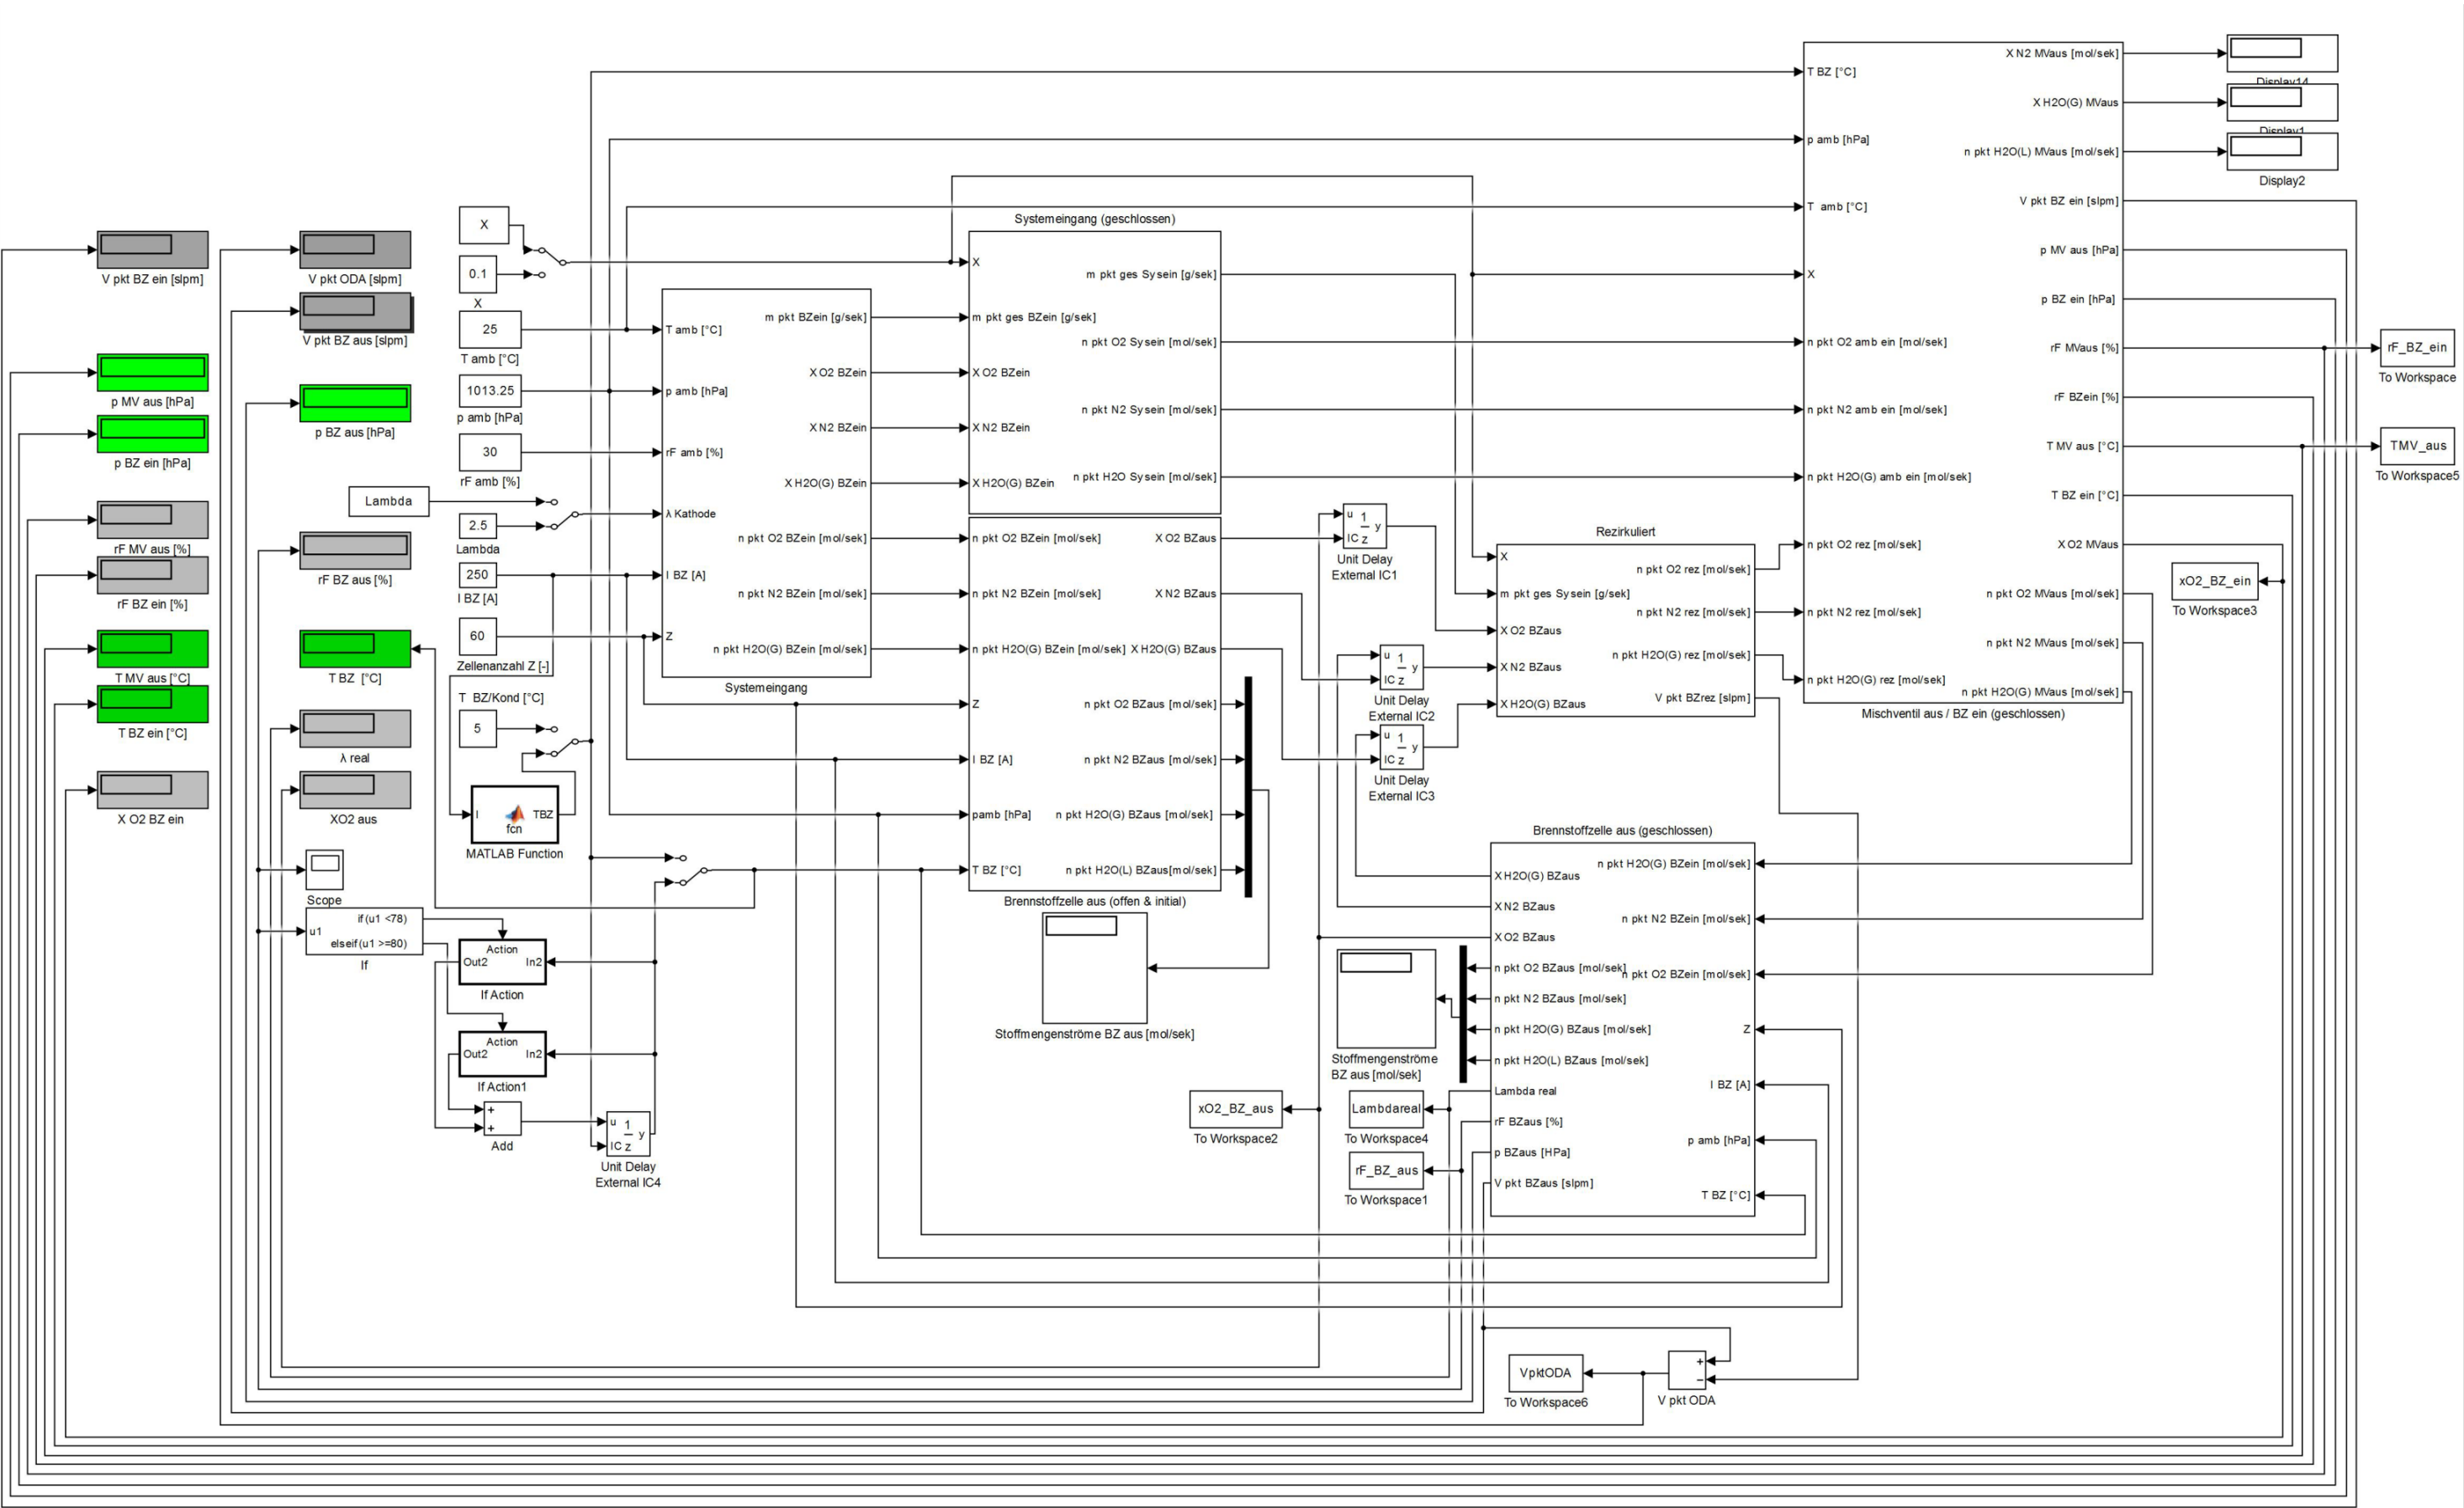 V pkt BZ ein [slpm]
p MV aus [hPa]
p BZ ein [hPa]
rF MV aus [%]
rF BZ ein [%]
T MV aus [°C]
T BZ ein [°C]
X O2 BZ ein
V pkt ODA [slpm]
V pkt BZ aus [slpm]
p BZ aus [hPa]
rF BZ aus [%]
T BZ [°C]
λ real
XO2 aus
Scope
u1
if(u1 <78)
elseif(u1 >=80)
If
X
0.1
X
25
T amb [°C]
1013.25
p amb [hPa]
30
rF amb [%]
Lambda
2.5
Lambda
250
I BZ [A]
60
Zellenanzahl Z [-]
T BZ/Kond [°C]
5
I
fcn
TBZ
MATLAB Function
Action
Out2
In2
If Action
Action
Out2
In2
If Action1
+
+
Add
u
IC
1
z
y
Unit Delay
External IC4
T amb [°C]
p amb [hPa]
rF amb [%]
λ Kathode
I BZ [A]
Z
m pkt BZein [g/sek]
X O2 BZein
X N2 BZein
X H2O(G) BZein
n pkt O2 BZein [mol/sek]
n pkt N2 BZein [mol/sek]
n pkt H2O(G) BZein [mol/sek]
Systemeingang
Systemeingang (geschlossen)
X
m pkt ges BZein [g/sek]
X O2 BZein
X N2 BZein
X H2O(G) BZein
m pkt ges Sysein [g/sek]
n pkt O2 Sysein [mol/sek]
n pkt N2 Sysein [mol/sek]
n pkt H2O Sysein [mol/sek]
n pkt O2 BZein [mol/sek]
n pkt N2 BZein [mol/sek]
n pkt H2O(G) BZein [mol/sek]
Z
I BZ [A]
pamb [hPa]
T BZ [°C]
X O2 BZaus
X N2 BZaus
X H2O(G) BZaus
n pkt O2 BZaus [mol/sek]
n pkt N2 BZaus [mol/sek]
n pkt H2O(G) BZaus [mol/sek]
n pkt H2O(L) BZaus[mol/sek]
Brennstoffzelle aus (offen & initial)
Stoffmengenströme BZ aus [mol/sek]
u
IC
1
z
y
Unit Delay
External IC1
u
IC
1
z
y
Unit Delay
External IC2
u
IC
1
z
y
Unit Delay
External IC3
Rezirkuliert
X
m pkt ges Sysein [g/sek]
X O2 BZaus
X N2 BZaus
X H2O(G) BZaus
n pkt O2 rez [mol/sek]
n pkt N2 rez [mol/sek]
n pkt H2O(G) rez [mol/sek]
V pkt BZrez [slpm]
T BZ [°C]
p amb [hPa]
T amb [°C]
X
n pkt O2 amb ein [mol/sek]
n pkt N2 amb ein [mol/sek]
n pkt H2O(G) amb ein [mol/sek]
n pkt O2 rez [mol/sek]
n pkt N2 rez [mol/sek]
n pkt H2O(G) rez [mol/sek]
X N2 MVaus [mol/sek]
X H2O(G) MVaus
n pkt H2O(L) MVaus [mol/sek]
V pkt BZ ein [slpm]
p MV aus [hPa]
p BZ ein [hPa]
rF MVaus [%]
rF BZein [%]
T MV aus [°C]
T BZ ein [°C]
X O2 MVaus
n pkt O2 MVaus [mol/sek]
n pkt N2 MVaus [mol/sek]
n pkt H2O(G) MVaus [mol/sek]
Mischventil aus / BZ ein (geschlossen)
Display14
Display1
Display2
rF_BZ_ein
To Workspace
TMV_aus
To Workspace5
xO2_BZ_ein
To Workspace3
Brennstoffzelle aus (geschlossen)
X H2O(G) BZaus
X N2 BZaus
X O2 BZaus
n pkt O2 BZaus [mol/sek]
n pkt N2 BZaus [mol/sek]
n pkt H2O(G) BZaus [mol/sek]
n pkt H2O(L) BZaus [mol/sek]
Lambda real
rF BZaus [%]
p BZaus [HPa]
V pkt BZaus [slpm]
n pkt H2O(G) BZein [mol/sek]
n pkt N2 BZein [mol/sek]
n pkt O2 BZein [mol/sek]
Z
I BZ [A]
p amb [hPa]
T BZ [°C]
Stoffmengenströme
BZ aus [mol/sek]
xO2_BZ_aus
To Workspace2
Lambdareal
To Workspace4
rF_BZ_aus
To Workspace1
VpktODA
To Workspace6
+
−
V pkt ODA